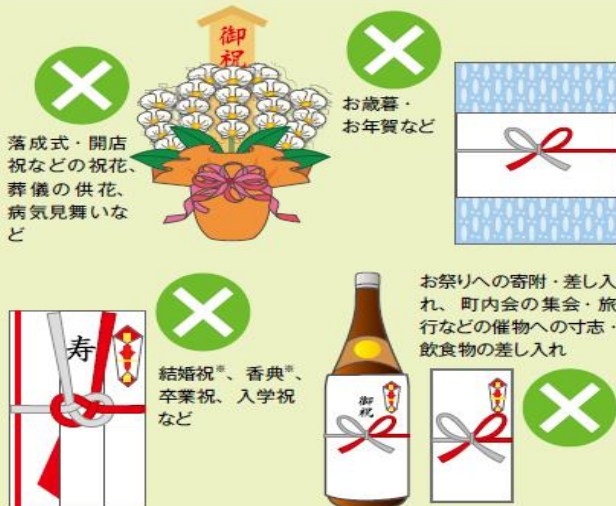 御祝
落成式・開店
祝などの祝花、
葬儀の供花、
病気見舞いな
ど
お歳暮・
お年賀など
寿
結婚祝※、香典※、
卒業祝、入学祝
など
御祝
お祭りへの寄附・差し入
れ、町内会の集会・旅
行などの催物への寸志・
飲食物の差し入れ